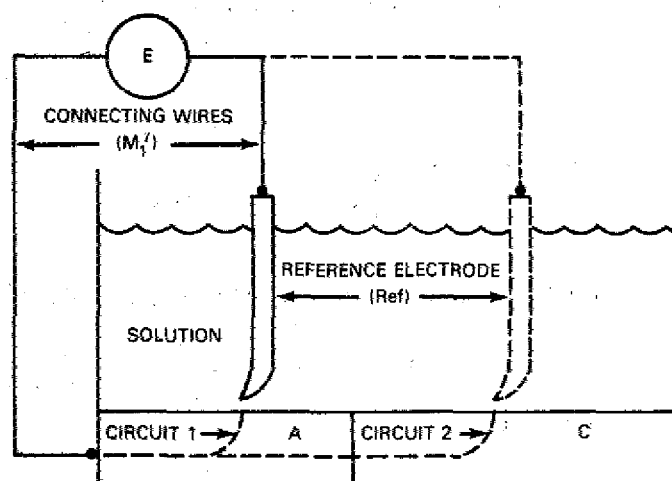 E
CONNECTING WIRES
(M₁′)
REFERENCE ELECTRODE
(Ref)
SOLUTION
CIRCUIT 1 A CIRCUIT 2 C